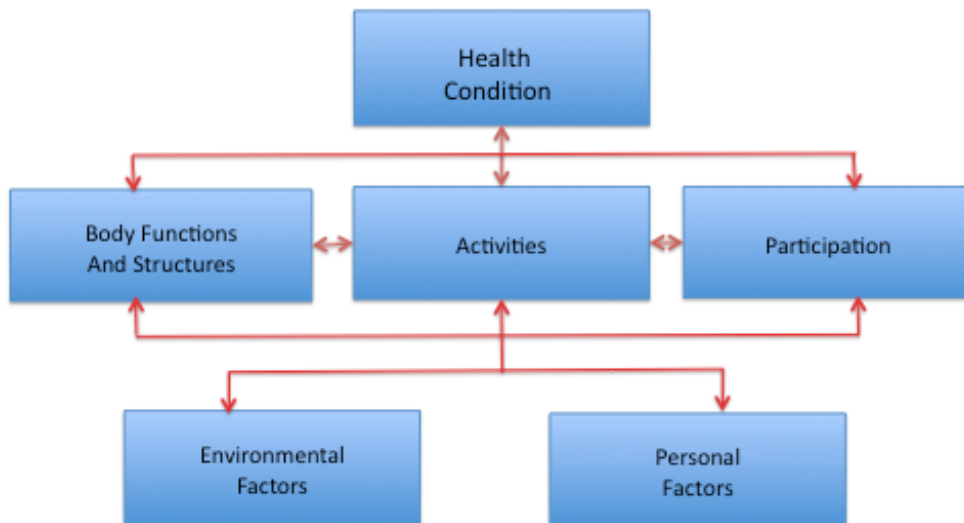 Health
Condition
Body Functions
And Structures
Activities
Participation
Environmental
Factors
Personal
Factors